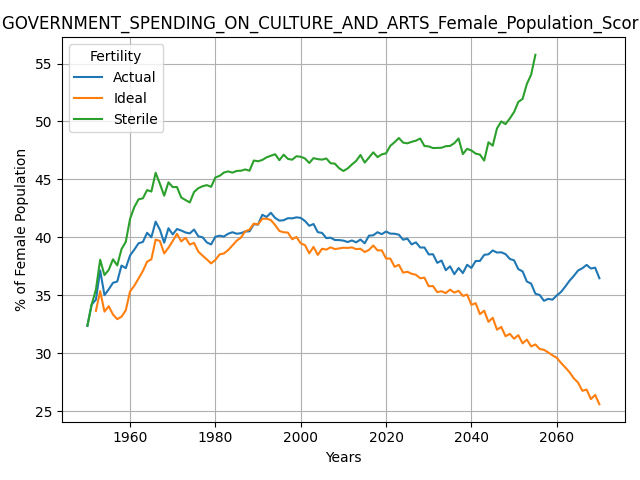 GOVERNMENT_SPENDING_ON_CULTURE_AND_ARTS_Female_Population_Scor
Fertility
Actual
Ideal
Sterile
% of Female Population
55
50
45
40
35
30
25
1960
1980
2000
2020
2040
2060
Years